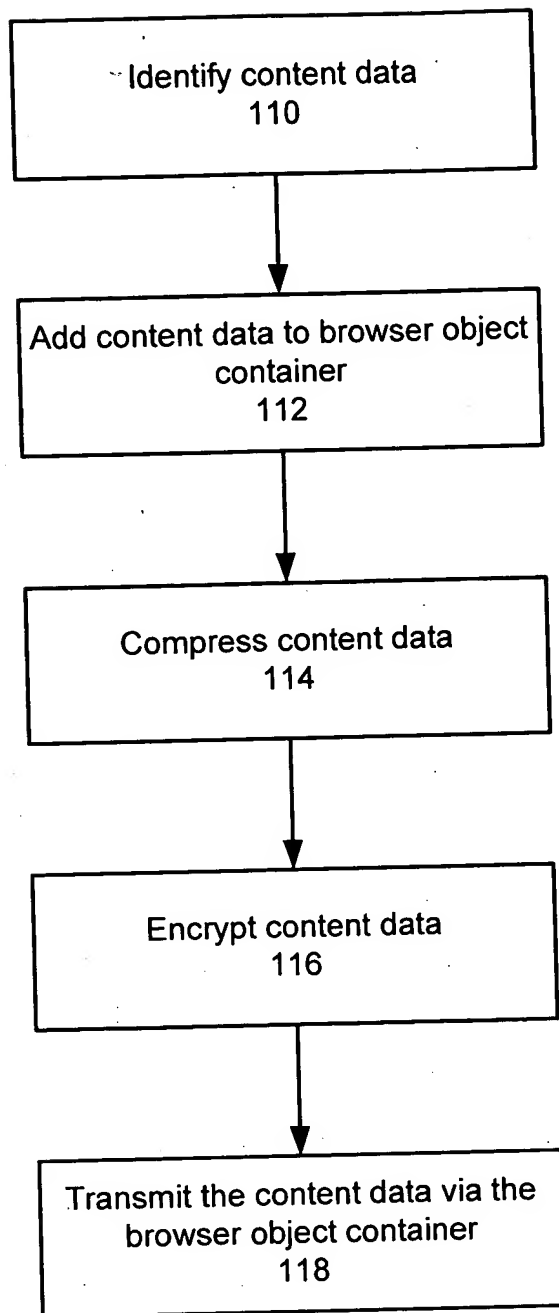 Identify content data
110
Add content data to browser object
container
112
Compress content data
114
Encrypt content data
116
Transmit the content data via the
browser object container
118